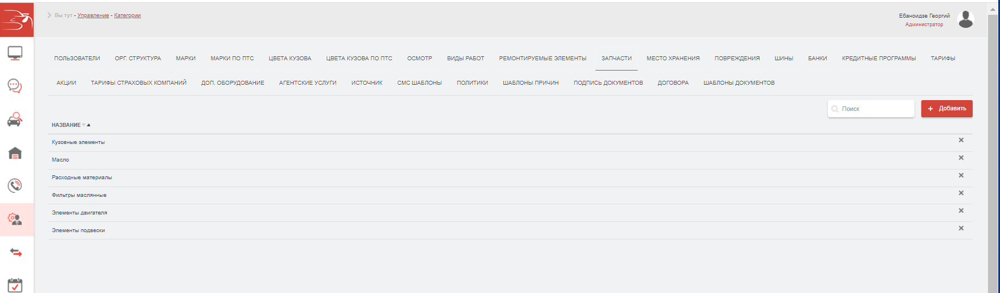 Вы тут - Управление - Категории
Ебаноидзе Георгий
Администратор
ПОЛЬЗОВАТЕЛИ ОРГ. СТРУКТУРА МАРКИ МАРКИ ПО ПТС ЦВЕТА КУЗОВА ЦВЕТА КУЗОВА ПО ПТС ОСМОТР ВИДЫ РАБОТ РЕМОНТИРУЕМЫЕ ЭЛЕМЕНТЫ ЗАПЧАСТИ МЕСТО ХРАНЕНИЯ ПОВРЕЖДЕНИЯ ШИНЫ БАНКИ КРЕДИТНЫЕ ПРОГРАММЫ ТАРИФЫ
АКЦИИ ТАРИФЫ СТРАХОВЫХ КОМПАНИЙ ДОП. ОБОРУДОВАНИЕ АГЕНТСКИЕ УСЛУГИ ИСТОЧНИК СМС ШАБЛОНЫ ПОЛИТИКИ ШАБЛОНЫ ПРИЧИН ПОДПИСЬ ДОКУМЕНТОВ ДОГОВОРА ШАБЛОНЫ ДОКУМЕНТОВ
Поиск + Добавить
НАЗВАНИЕ
Кузовные элементы
Масло
Расходные материалы
Фильтры маслянные
Элементы двигателя
Элементы подвески